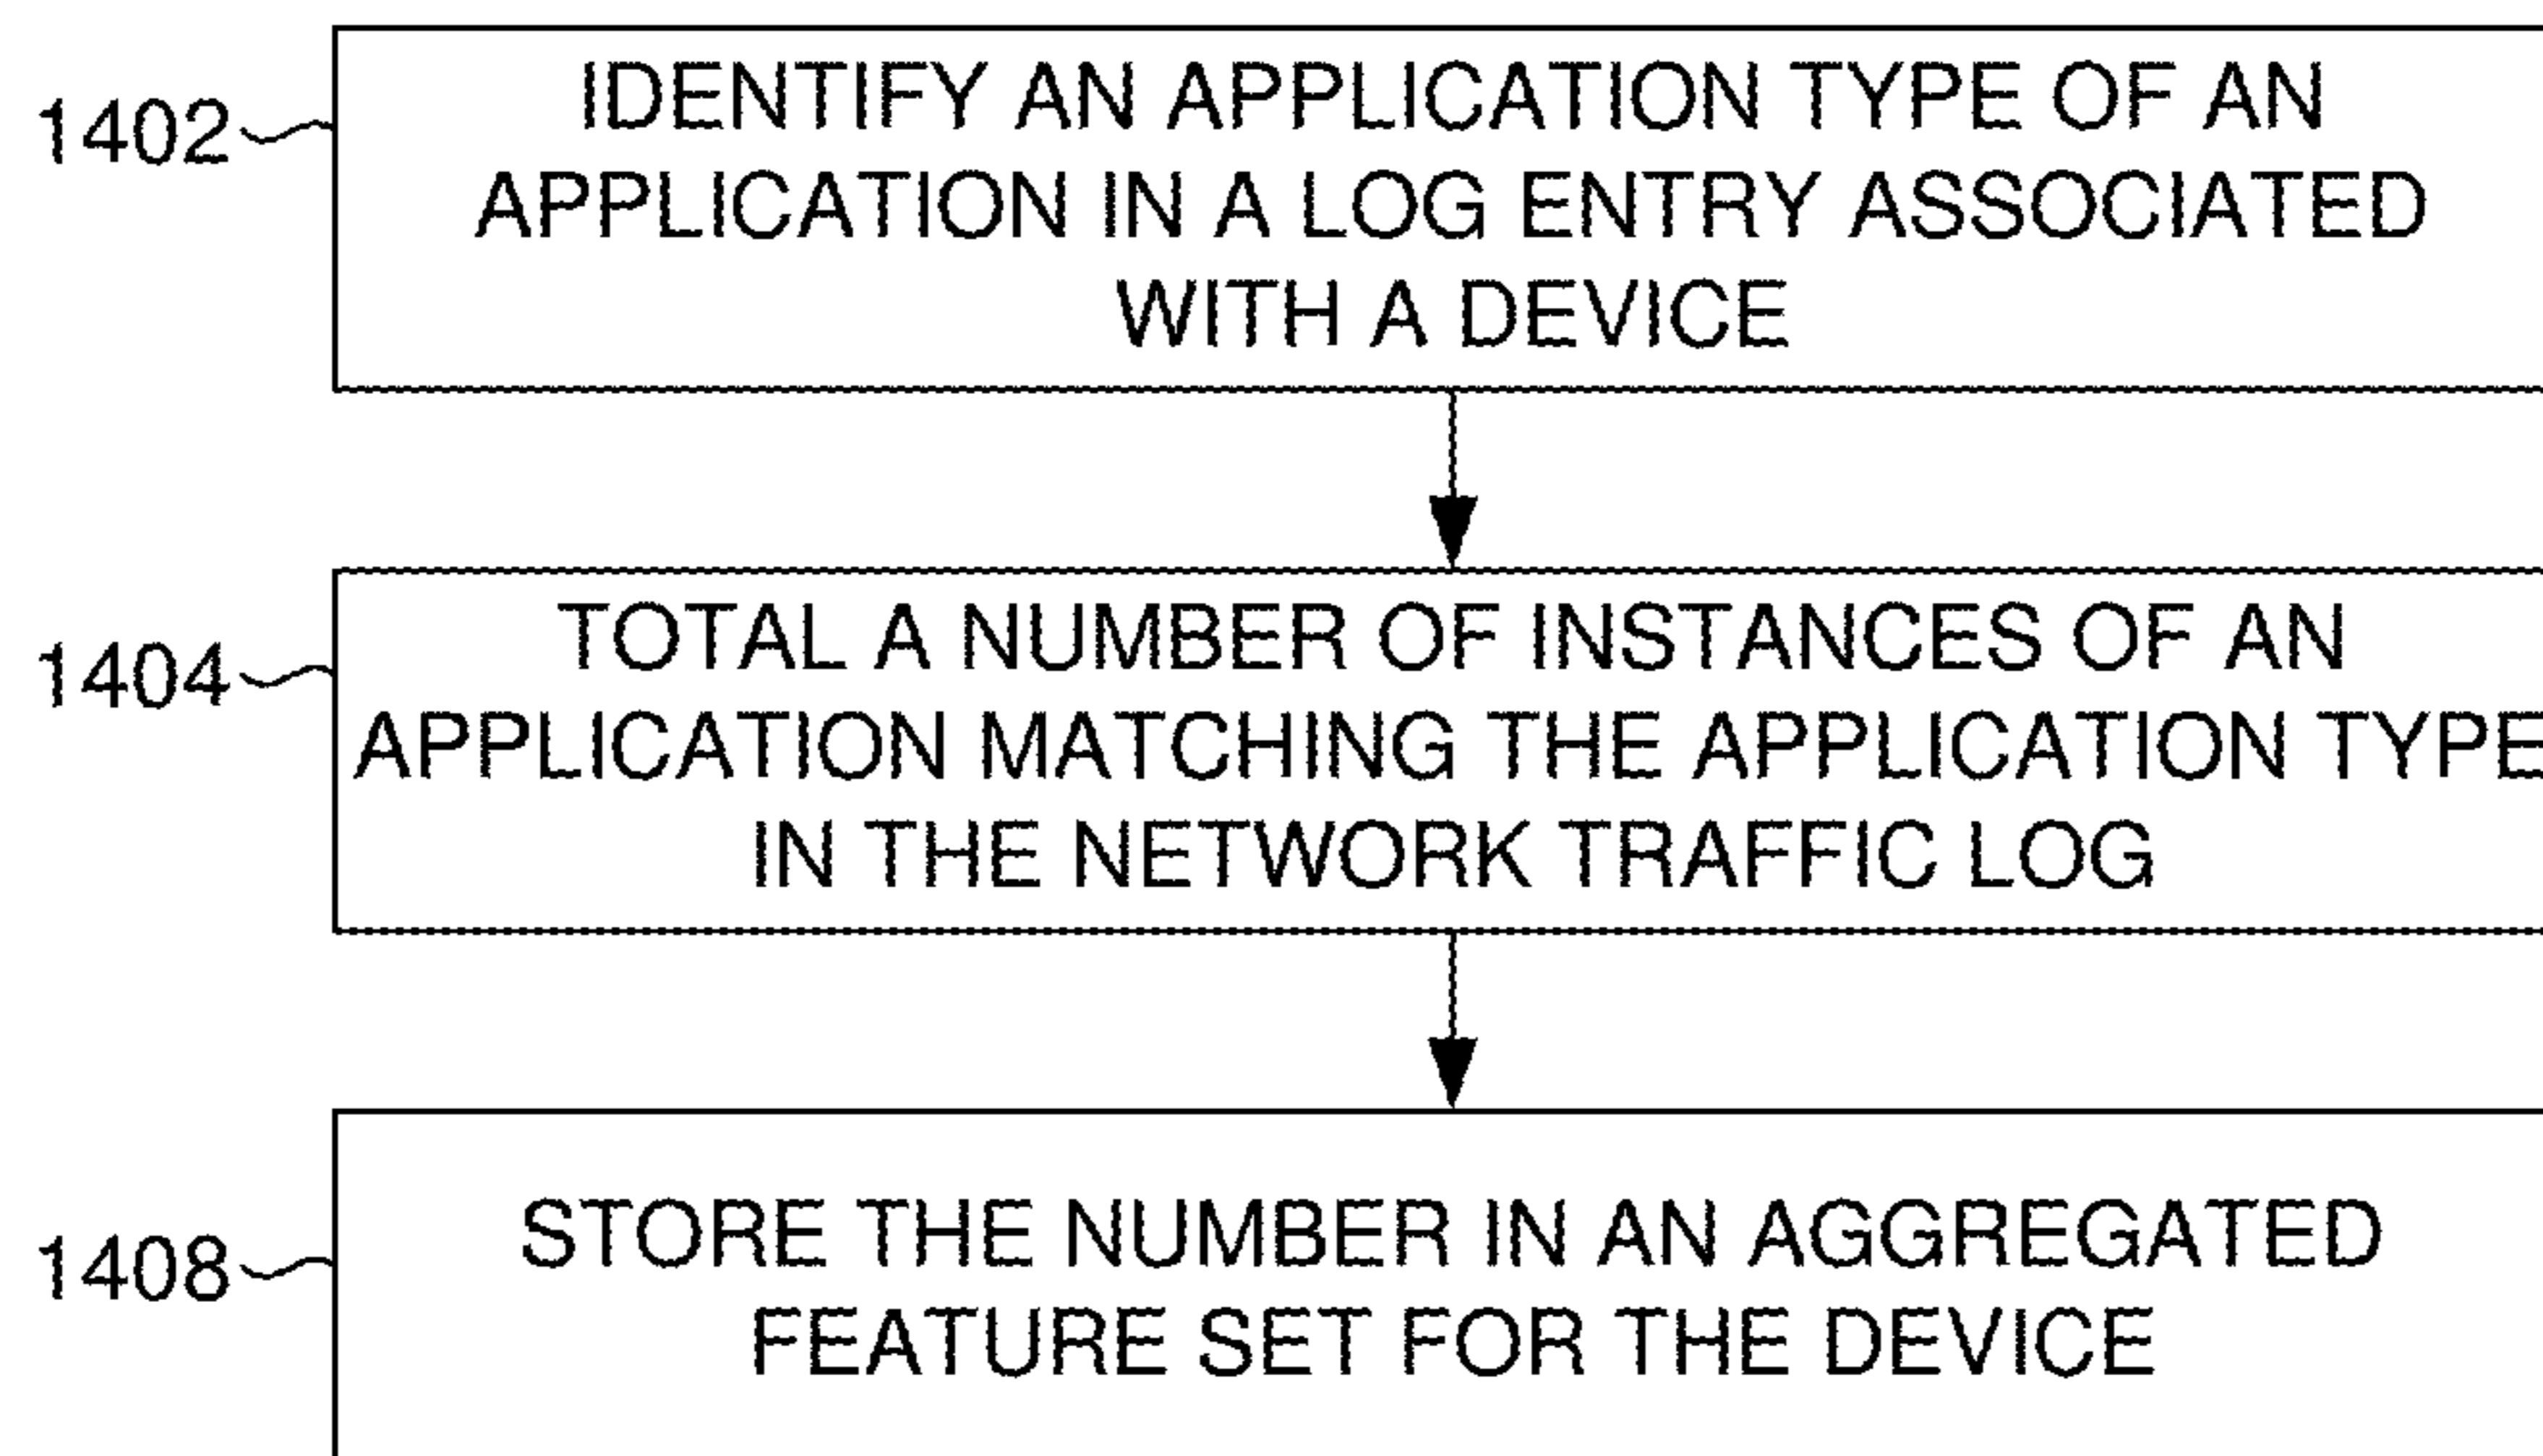 1402
IDENTIFY AN APPLICATION TYPE OF AN
APPLICATION IN A LOG ENTRY ASSOCIATED
WITH A DEVICE
1404
TOTAL A NUMBER OF INSTANCES OF AN
APPLICATION MATCHING THE APPLICATION TYPE
IN THE NETWORK TRAFFIC LOG
1408
STORE THE NUMBER IN AN AGGREGATED
FEATURE SET FOR THE DEVICE